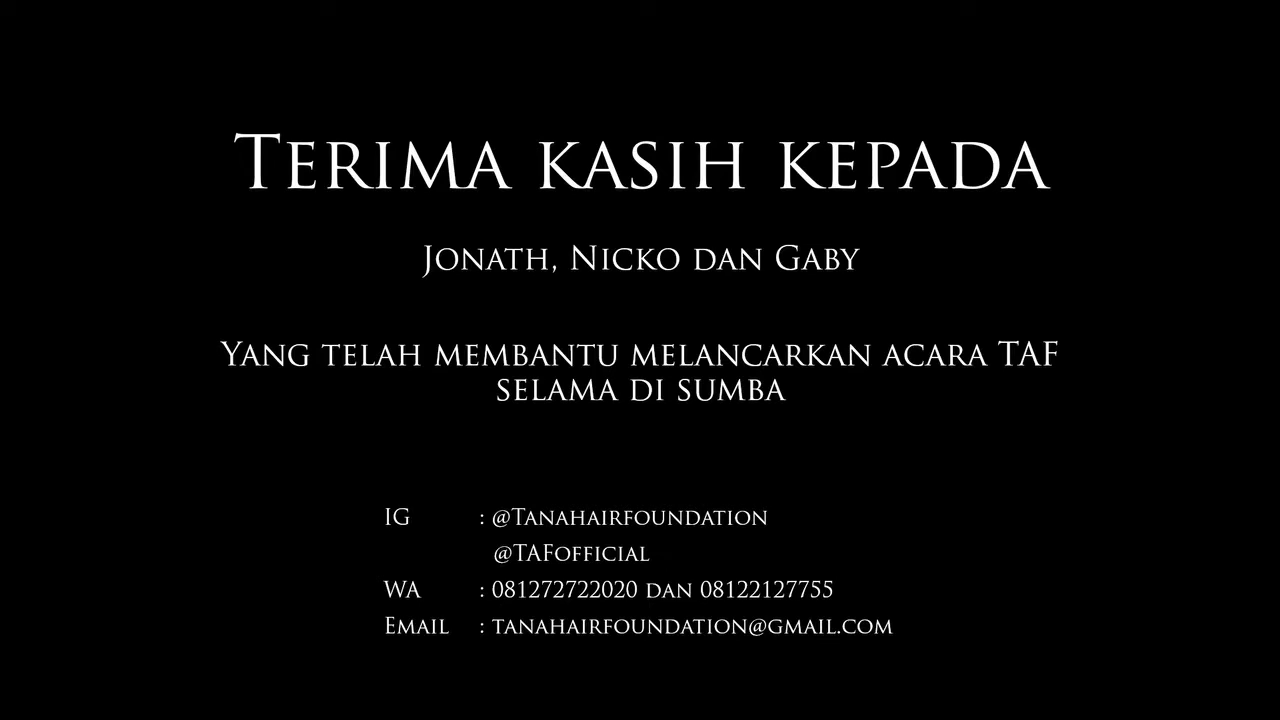 Terima kasih kepada
Jonath, Nicko dan Gaby
Yang telah membantu melancarkan acara TAF
selama di sumba
IG : @Tanahairfoundation
@TAFofficial
WA : 081272722020 dan 08122127755
Email : tanahairfoundation@gmail.com